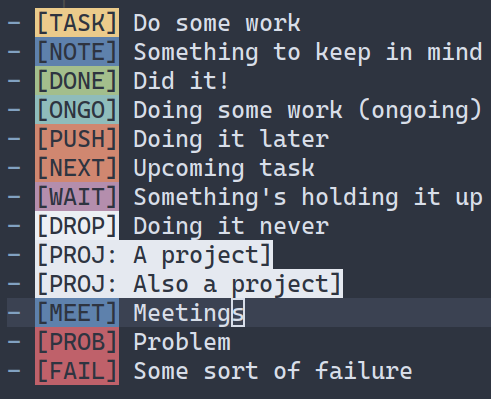 - [TASK] Do some work
- [NOTE] Something to keep in mind
- [DONE] Did it!
- [ONGO] Doing some work (ongoing)
- [PUSH] Doing it later
- [NEXT] Upcoming task
- [WAIT] Something's holding it up
- [DROP] Doing it never
- [PROJ: A project]
- [PROJ: Also a project]
- [MEET] Meetings
- [PROB] Problem
- [FAIL] Some sort of failure